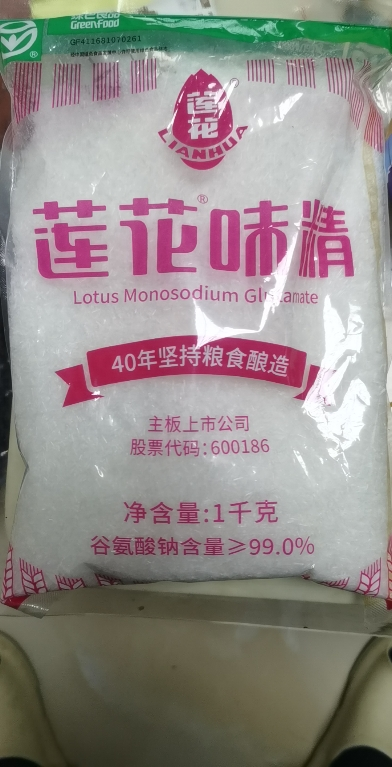 绿色食品
GreenFood
®
GF411681070261
莲花
LIANHUA
®
莲花味精
Lotus Monosodium Glutamate
40年坚持粮食酿造
主板上市公司
股票代码:600186
净含量:1千克
谷氨酸钠含量≥99.0%